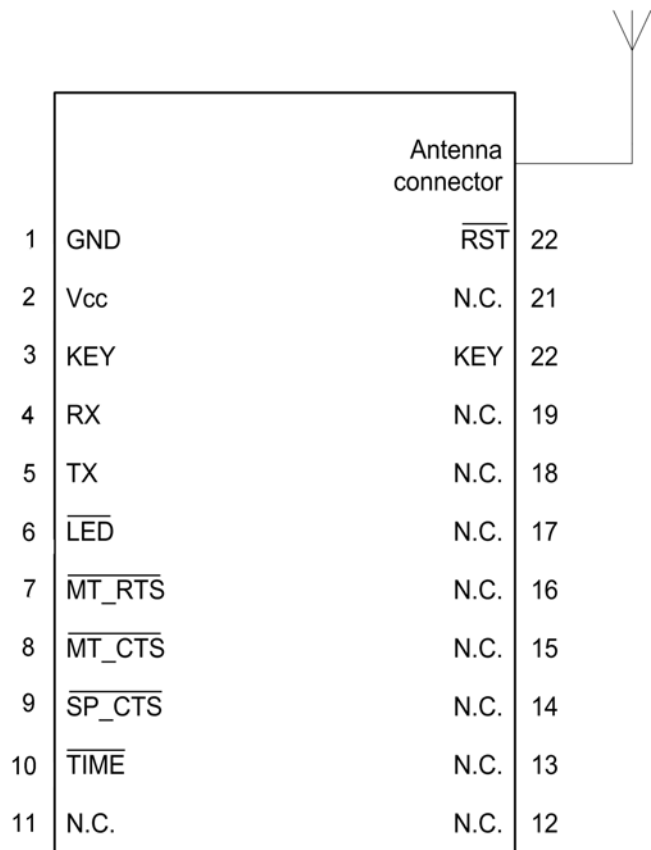 Antenna
connector
1 GND RST 22
2 Vcc N.C. 21
3 KEY KEY 22
4 RX N.C. 19
5 TX N.C. 18
6 LED N.C. 17
7 MT_RTS N.C. 16
8 MT_CTS N.C. 15
9 SP_CTS N.C. 14
10 TIME N.C. 13
11 N.C. N.C. 12